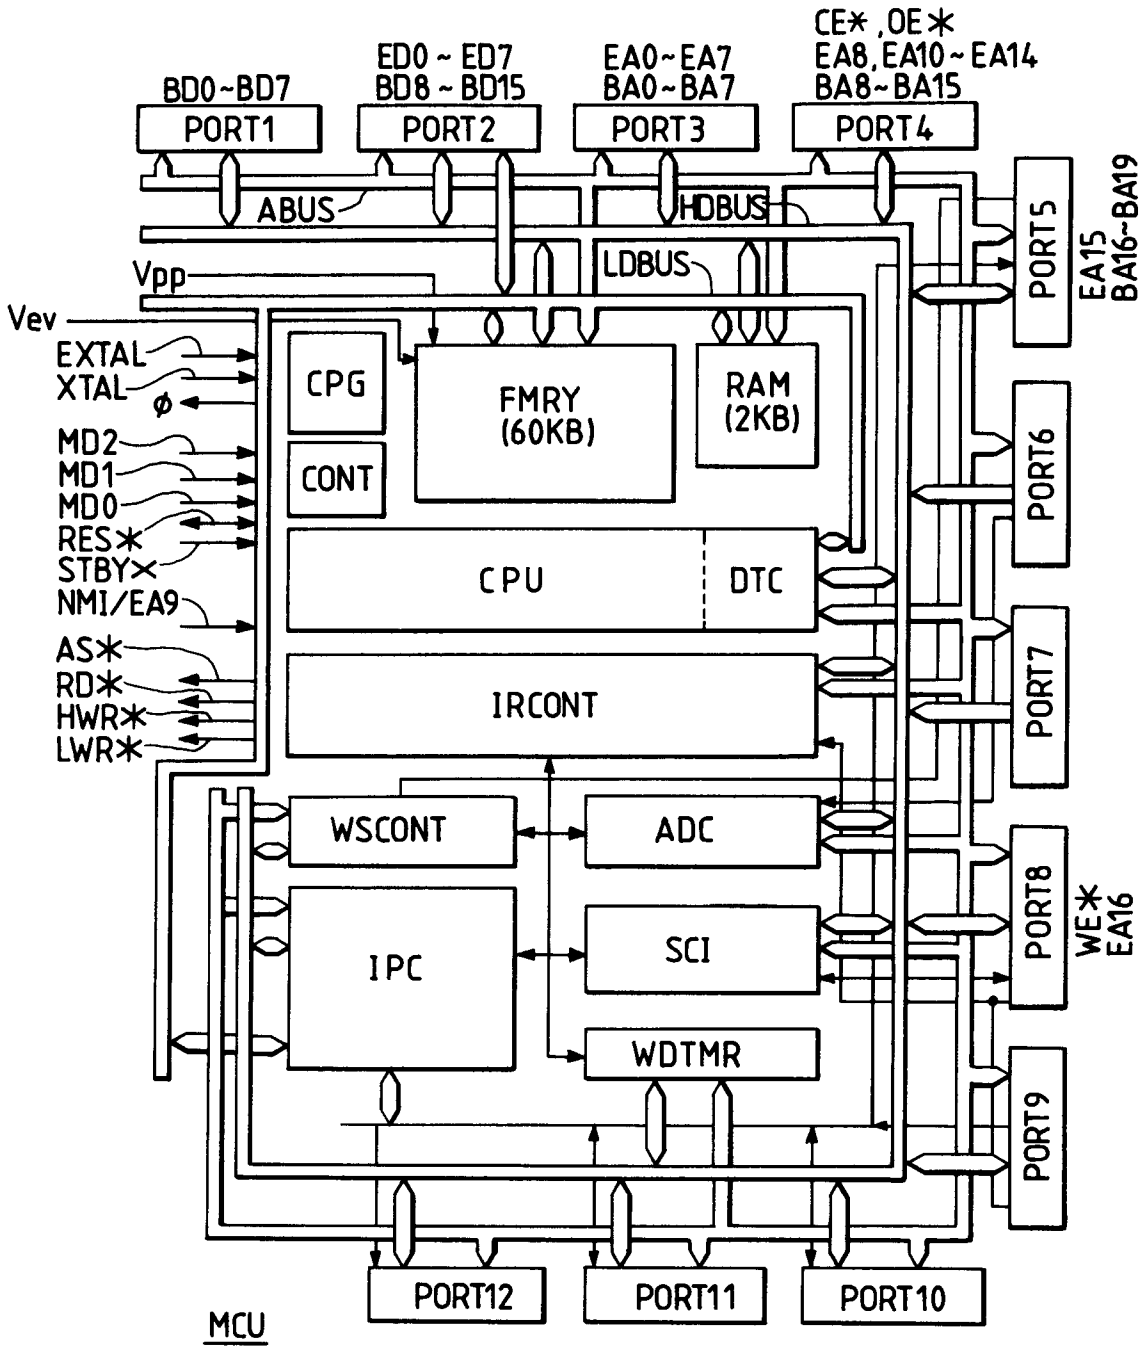 CE*, OE*
ED0~ED7
EA0~EA7
EA8, EA10~EA14
BD0~BD7
BD8~BD15
BA0~BA7
BA8~BA15
PORT1
PORT2
PORT3
PORT4
ABUS
HDBUS
PORT5
EA15
BA16~BA19
Vpp
LDBUS
Vev
EXTAL
XTAL
ø
CPG
FMRY
(60KB)
RAM
(2KB)
MD2
MD1
MD0
CONT
PORT6
RES*
STBY×
NMI/EA9
CPU
DTC
AS*
RD*
HWR*
LWR*
IRCONT
PORT7
WSCONT
ADC
PORT8
WE*
EA16
IPC
SCI
WDTMR
PORT9
PORT12
PORT11
PORT10
MCU